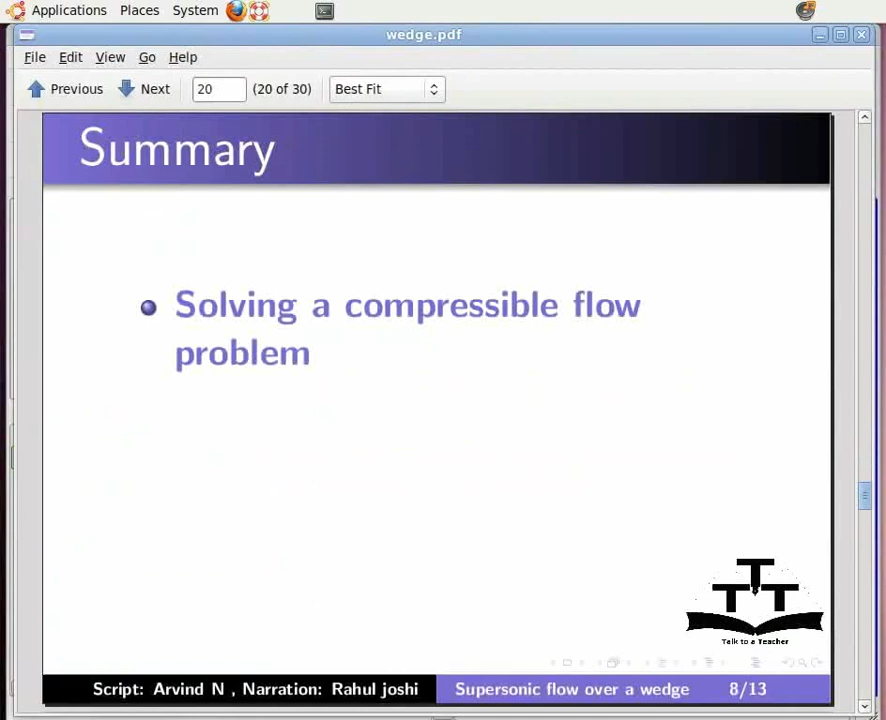 Applications Places System
wedge.pdf
File Edit View Go Help
Previous Next 20 (20 of 30) Best Fit
Summary
Solving a compressible flow
problem
T
T T
Talk to a Teacher
Script: Arvind N , Narration: Rahul joshi Supersonic flow over a wedge 8/13